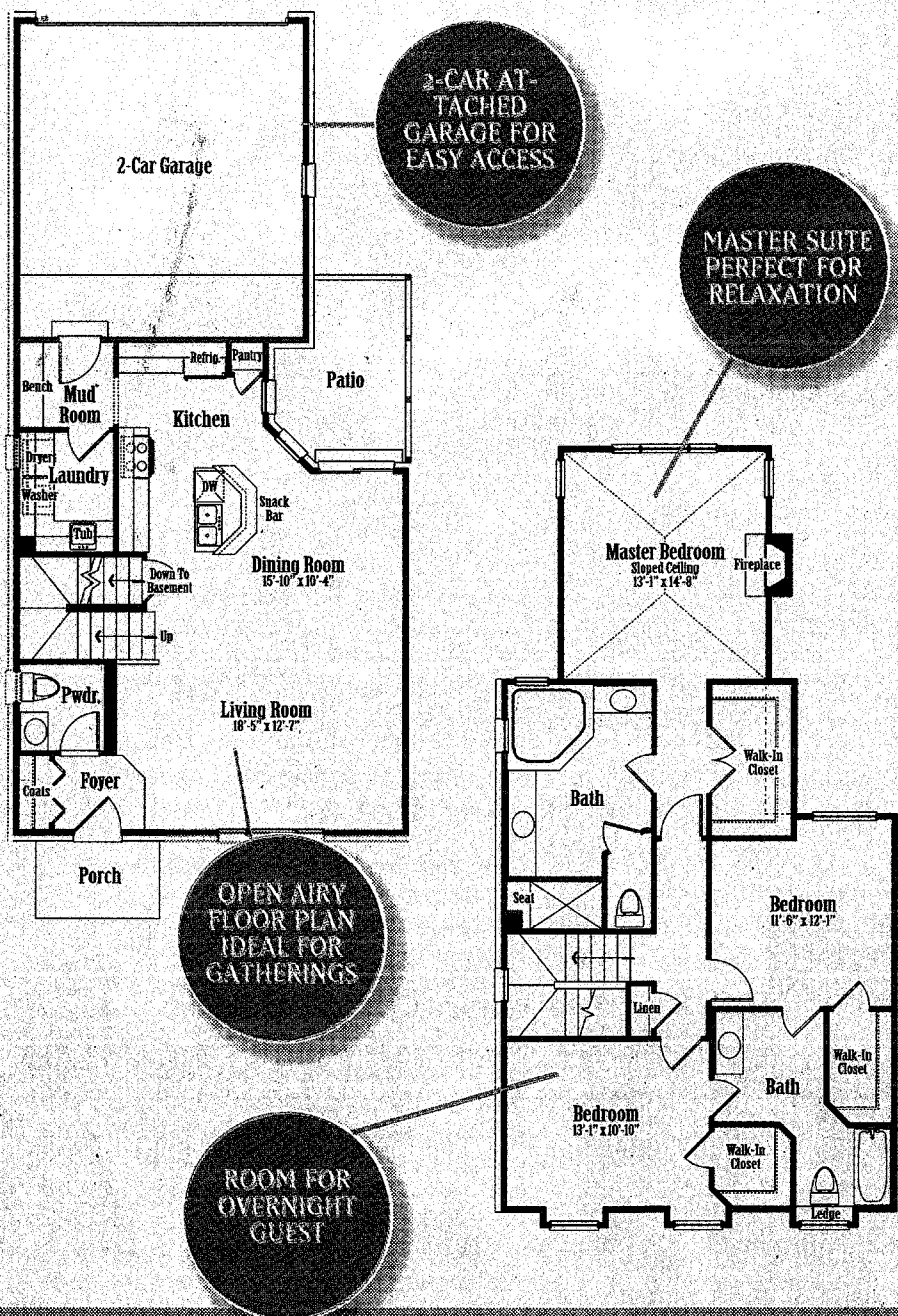 2-CAR AT-
TACHED
GARAGE FOR
EASY ACCESS
2-Car Garage
MASTER SUITE
PERFECT FOR
RELAXATION
Bench
Mud
Room
Refrig.
Pantry
Patio
Kitchen
Dryer
Washer
Laundry
Tub
DW
Snack
Bar
Dining Room
15'-10" x 10'-4"
Down To
Basement
Up
Pwdr.
Living Room
18'-5" x 12'-7"
Coats
Foyer
Porch
OPEN AIRY
FLOOR PLAN
IDEAL FOR
GATHERINGS
Master Bedroom
Sloped Ceiling
13'-1" x 14'-8"
Fireplace
Walk-In
Closet
Bath
Seat
Bedroom
11'-6" x 12'-1"
Linen
Walk-In
Closet
Bath
Bedroom
13'-1" x 10'-10"
Walk-In
Closet
Ledge
ROOM FOR
OVERNIGHT
GUEST